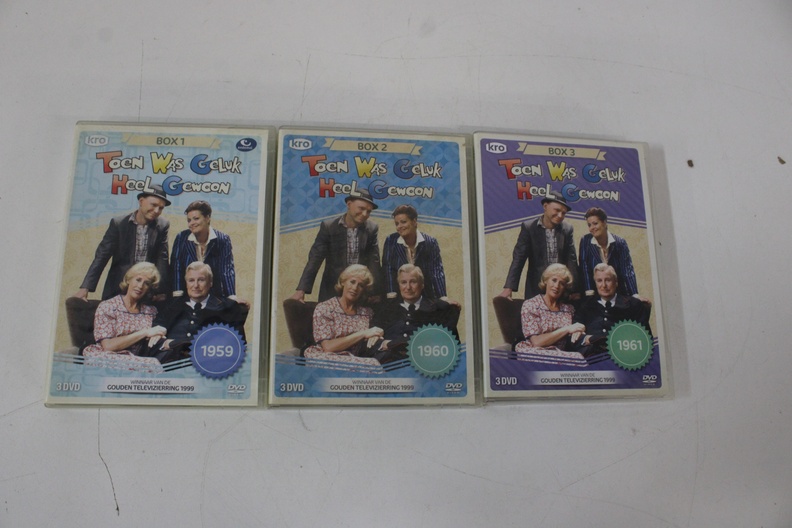 kro
BOX 1
Toen Was Geluk
Heel Gewoon
1959
3 DVD
WINNAAR VAN DE
GOUDEN TELEVIZIERRING 1999
DVD
kro
BOX 2
Toen Was Geluk
Heel Gewoon
1960
3 DVD
WINNAAR VAN DE
GOUDEN TELEVIZIERRING 1999
DVD
kro
BOX 3
Toen Was Geluk
Heel Gewoon
1961
3 DVD
WINNAAR VAN DE
GOUDEN TELEVIZIERRING 1999
DVD